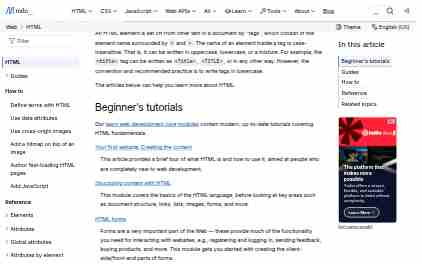 mdn
HTML CSS JavaScript Web APIs All Learn Tools About Blog
Web > HTML
Theme English (US)
Filter
HTML
Guides
How to
Define terms with HTML
Use data attributes
Use cross-origin images
Add a hitmap on top of an
image
Author fast-loading HTML
pages
Add JavaScript
Reference
Elements
Attributes
Global attributes
Attributes by element
An HTML element is set off from other text in a document by "tags", which consist of the
element name surrounded by < and >. The name of an element inside a tag is case-
insensitive. That is, it can be written in uppercase, lowercase, or a mixture. For example, the
<title> tag can be written as <Title>, <TITLE>, or in any other way. However, the
convention and recommended practice is to write tags in lowercase.
The articles below can help you learn more about HTML.
Beginner's tutorials
Our learn web development core modules contain modern, up-to-date tutorials covering
HTML fundamentals.
Your first website: Creating the content
This article provides a brief tour of what HTML is and how to use it, aimed at people who
are completely new to web development.
Structuring content with HTML
This module covers the basics of the HTML language, before looking at key areas such
as document structure, links, lists, images, forms, and more.
HTML forms
Forms are a very important part of the Web — these provide much of the functionality
you need for interacting with websites, e.g., registering and logging in, sending feedback,
buying products, and more. This module gets you started with creating the client-
side/front-end parts of forms.
In this article
Beginner's tutorials
Guides
How to
Reference
Related topics
The platform that
makes more
possible
Learn More